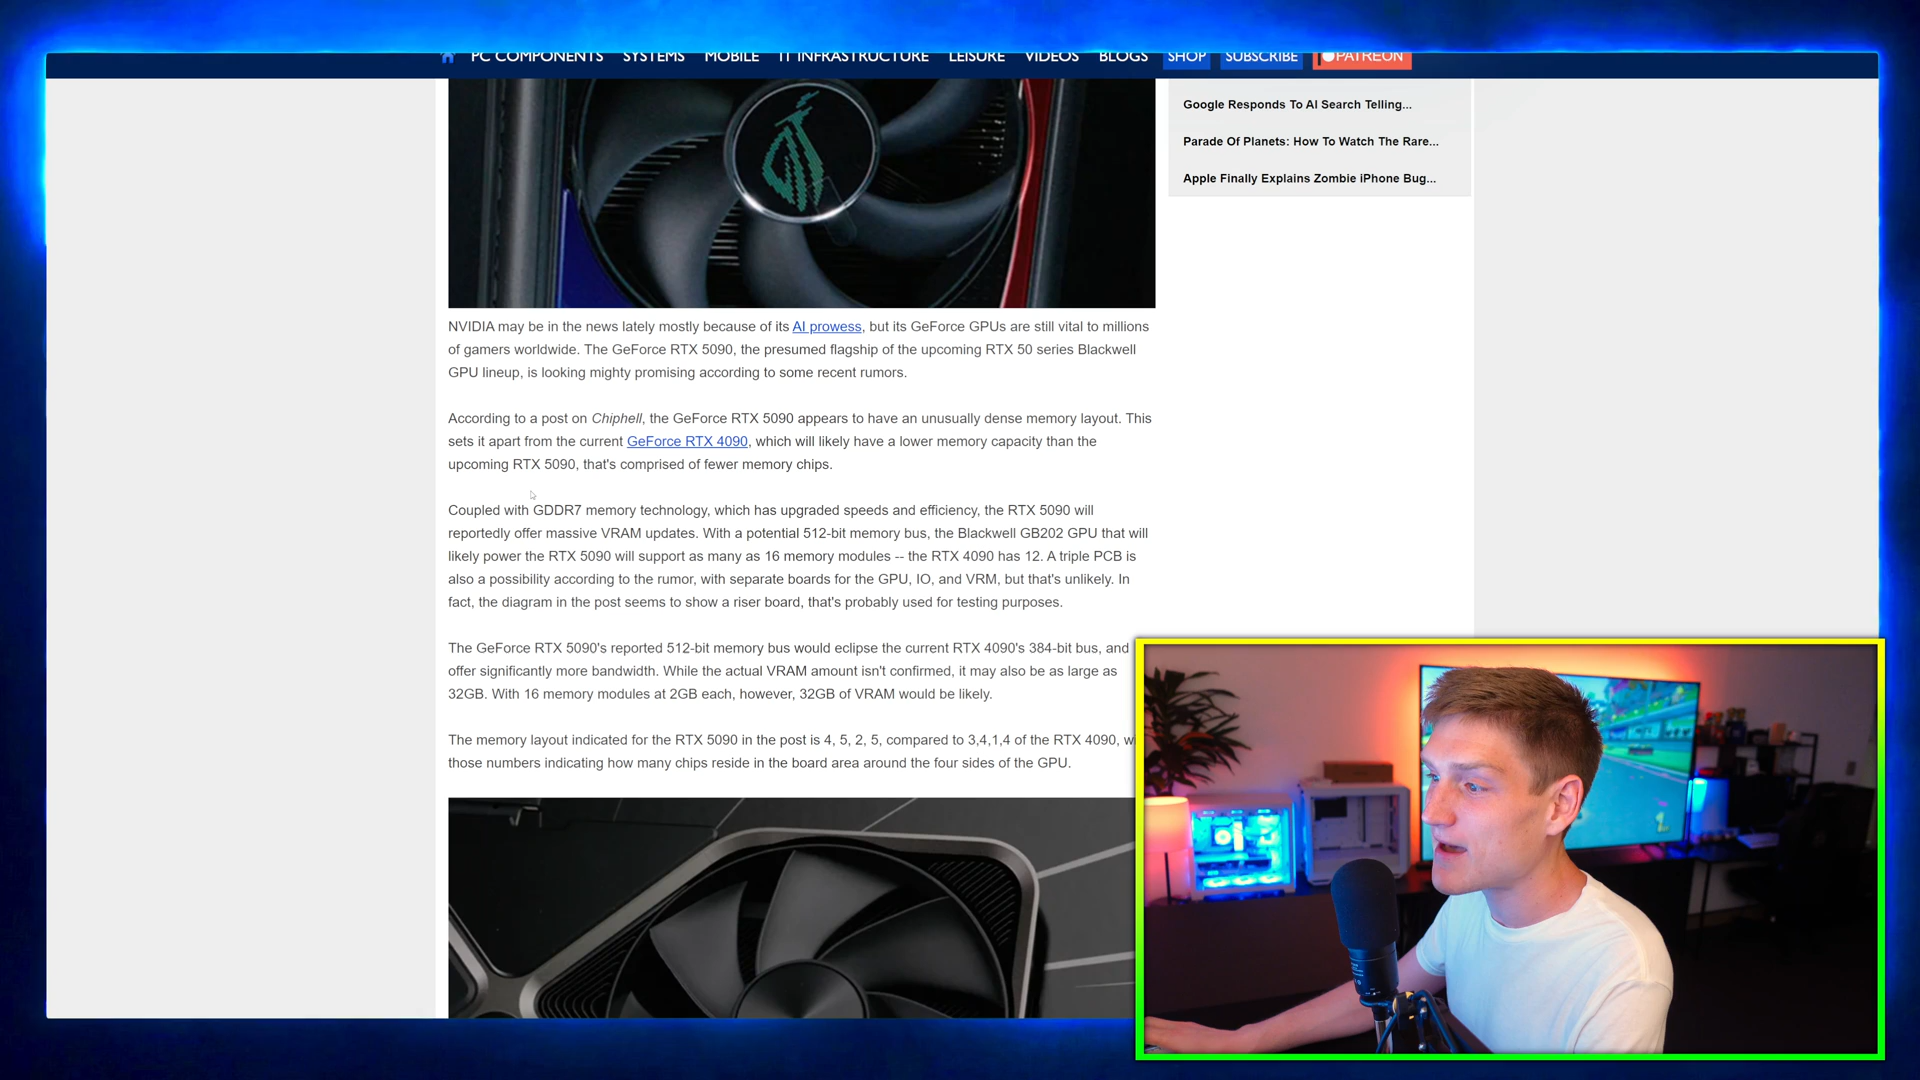 PC COMPONENTS SYSTEMS MOBILE IT INFRASTRUCTURE LEISURE VIDEOS BLOGS SHOP SUBSCRIBE PATREON
Google Responds To AI Search Telling...
Parade Of Planets: How To Watch The Rare...
Apple Finally Explains Zombie iPhone Bug...
NVIDIA may be in the news lately mostly because of its AI prowess, but its GeForce GPUs are still vital to millions
of gamers worldwide. The GeForce RTX 5090, the presumed flagship of the upcoming RTX 50 series Blackwell
GPU lineup, is looking mighty promising according to some recent rumors.
According to a post on Chiphell, the GeForce RTX 5090 appears to have an unusually dense memory layout. This
sets it apart from the current GeForce RTX 4090, which will likely have a lower memory capacity than the
upcoming RTX 5090, that's comprised of fewer memory chips.
Coupled with GDDR7 memory technology, which has upgraded speeds and efficiency, the RTX 5090 will
reportedly offer massive VRAM updates. With a potential 512-bit memory bus, the Blackwell GB202 GPU that will
likely power the RTX 5090 will support as many as 16 memory modules -- the RTX 4090 has 12. A triple PCB is
also a possibility according to the rumor, with separate boards for the GPU, IO, and VRM, but that's unlikely. In
fact, the diagram in the post seems to show a riser board, that's probably used for testing purposes.
The GeForce RTX 5090's reported 512-bit memory bus would eclipse the current RTX 4090's 384-bit bus, and
offer significantly more bandwidth. While the actual VRAM amount isn't confirmed, it may also be as large as
32GB. With 16 memory modules at 2GB each, however, 32GB of VRAM would be likely.
The memory layout indicated for the RTX 5090 in the post is 4, 5, 2, 5, compared to 3,4,1,4 of the RTX 4090,
those numbers indicating how many chips reside in the board area around the four sides of the GPU.